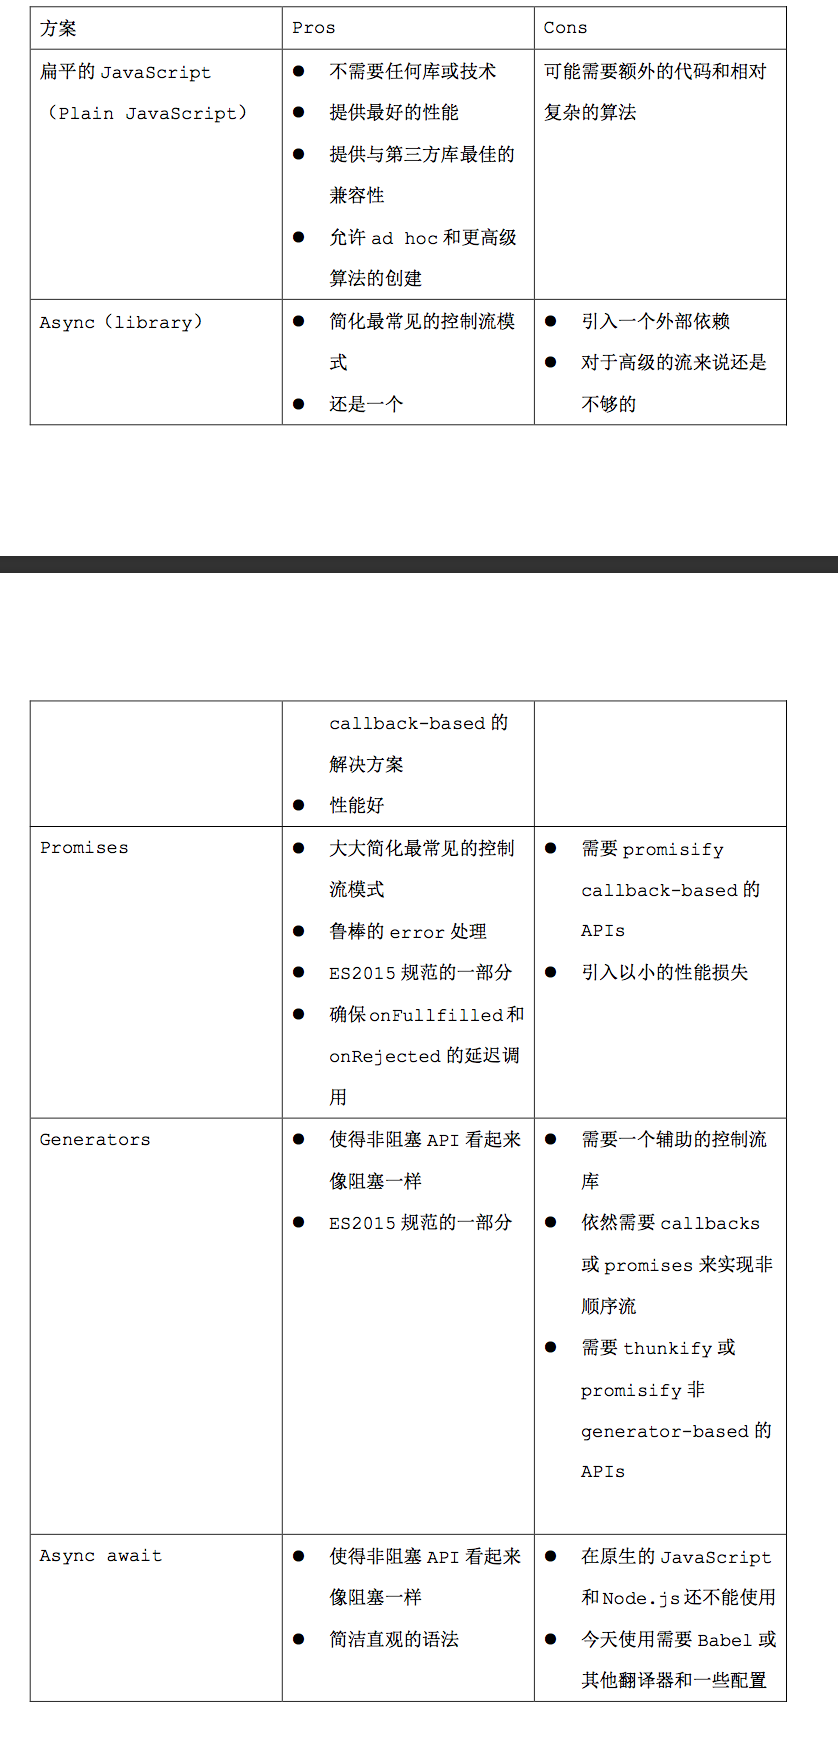 方案
Pros
Cons
扁平的 JavaScript
（Plain JavaScript）
● 不需要任何库或技术
● 提供最好的性能
● 提供与第三方库最佳的
兼容性
● 允许 ad hoc 和更高级
算法的创建
可能需要额外的代码和相对
复杂的算法
Async（library）
● 简化最常见的控制流模
式
● 还是一个
● 引入一个外部依赖
● 对于高级的流来说还是
不够的
callback-based 的
解决方案
● 性能好
Promises
● 大大简化最常见的控制
流模式
● 鲁棒的 error 处理
● ES2015 规范的一部分
● 确保 onFullfilled 和
onRejected 的延迟调
用
● 需要 promisify
callback-based 的
APIs
● 引入以小的性能损失
Generators
● 使得非阻塞 API 看起来
像阻塞一样
● ES2015 规范的一部分
● 需要一个辅助的控制流
库
● 依然需要 callbacks
或 promises 来实现非
顺序流
● 需要 thunkify 或
promisify 非
generator-based 的
APIs
Async await
● 使得非阻塞 API 看起来
像阻塞一样
● 简洁直观的语法
● 在原生的 JavaScript
和 Node.js 还不能使用
● 今天使用需要 Babel 或
其他翻译器和一些配置